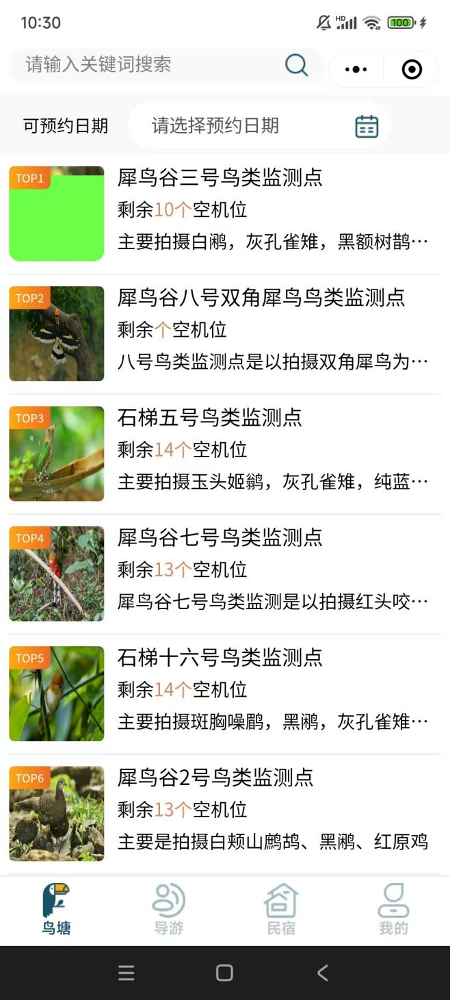 10:30
HD
100
请输入关键词搜索
可预约日期
请选择预约日期
TOP1
犀鸟谷三号鸟类监测点
剩余10个空机位
主要拍摄白鹇，灰孔雀雉，黑额树鹊…
TOP2
犀鸟谷八号双角犀鸟鸟类监测点
剩余个空机位
八号鸟类监测点是以拍摄双角犀鸟为…
TOP3
石梯五号鸟类监测点
剩余14个空机位
主要拍摄玉头姬鹟，灰孔雀雉，纯蓝…
TOP4
犀鸟谷七号鸟类监测点
剩余13个空机位
犀鸟谷七号鸟类监测是以拍摄红头咬…
TOP5
石梯十六号鸟类监测点
剩余14个空机位
主要拍摄斑胸噪鹛，黑鹇，灰孔雀雉…
TOP6
犀鸟谷2号鸟类监测点
剩余13个空机位
主要是拍摄白颊山鹧鸪、黑鹇、红原鸡
鸟塘
导游
民宿
我的